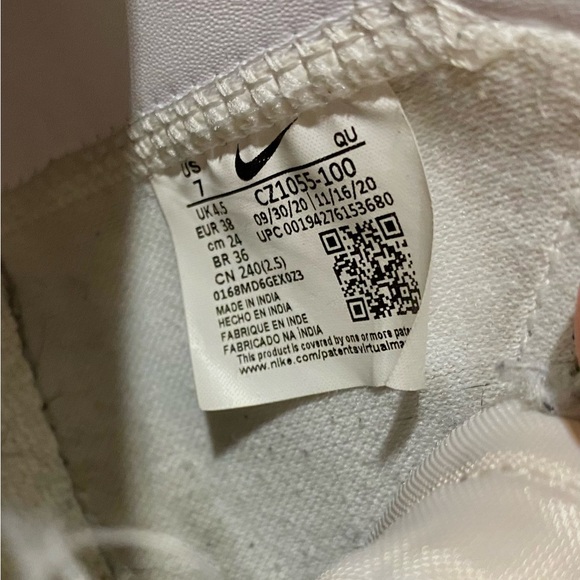 US
7
QU
UK 4.5
EUR 38
cm 24
BR 36
CN 240(2.5)
CZ1055-100
09/30/20 | 11/16/20
UPC 00194276153680
0168MD6GEX0Z3
MADE IN INDIA
HECHO EN INDIA
FABRIQUE EN INDE
FABRICADO NA ÍNDIA
This product is covered by one or more pate
www.nike.com/patentsvirtualma